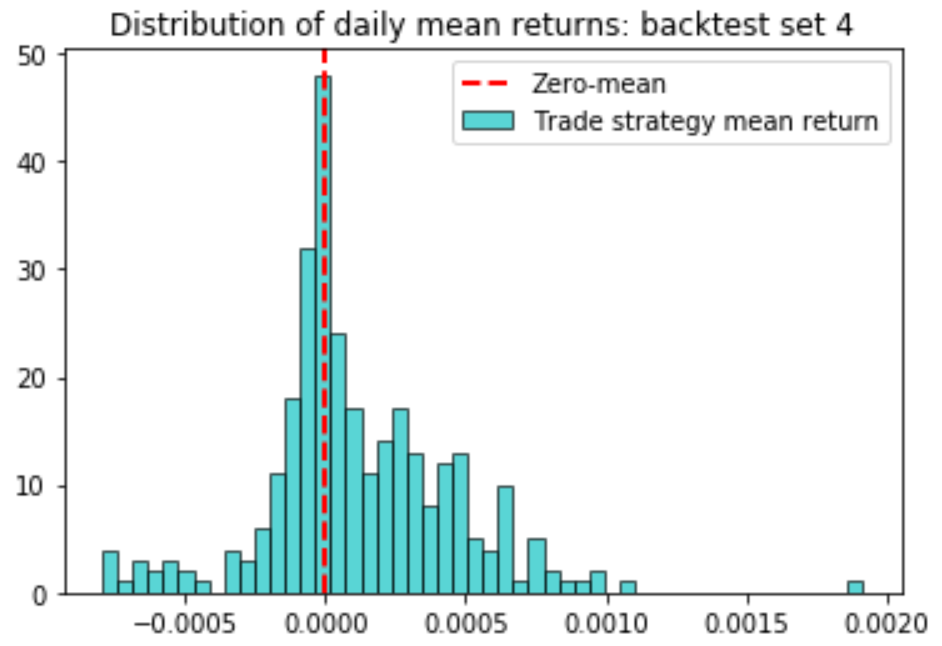 Distribution of daily mean returns: backtest set 4
50
40
30
20
10
0
Zero-mean
Trade strategy mean return
−0.0005 0.0000 0.0005 0.0010 0.0015 0.0020